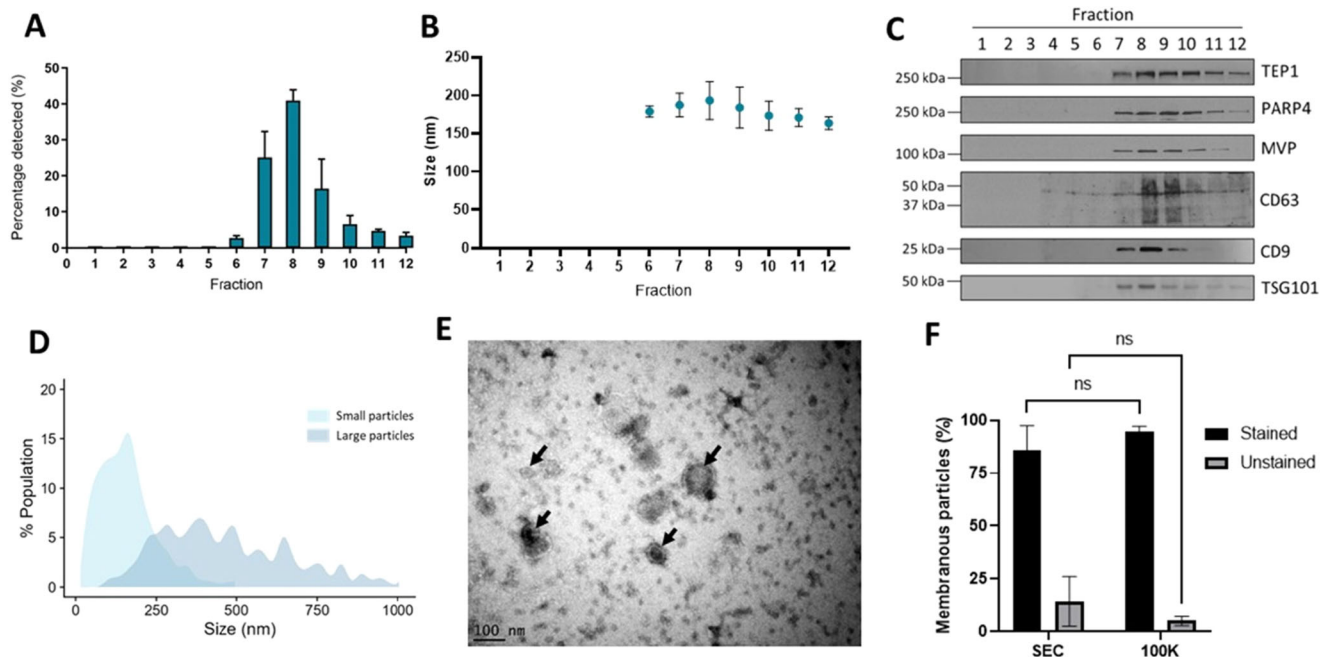 A
Percentage detected (%)
50
40
30
20
10
0
0 1 2 3 4 5 6 7 8 9 10 11 12
Fraction
B
Size (nm)
250
200
150
100
50
0
1 2 3 4 5 6 7 8 9 10 11 12
Fraction
C
Fraction
1 2 3 4 5 6 7 8 9 10 11 12
250 kDa TEP1
250 kDa PARP4
100 kDa MVP
50 kDa
37 kDa
CD63
25 kDa CD9
50 kDa TSG101
D
% Population
20
15
10
5
0
0 250 500 750 1000
Size (nm)
Small particles
Large particles
E
100 nm
F
ns
ns
Membranous particles (%)
100
75
50
25
0
SEC 100K
Stained
Unstained